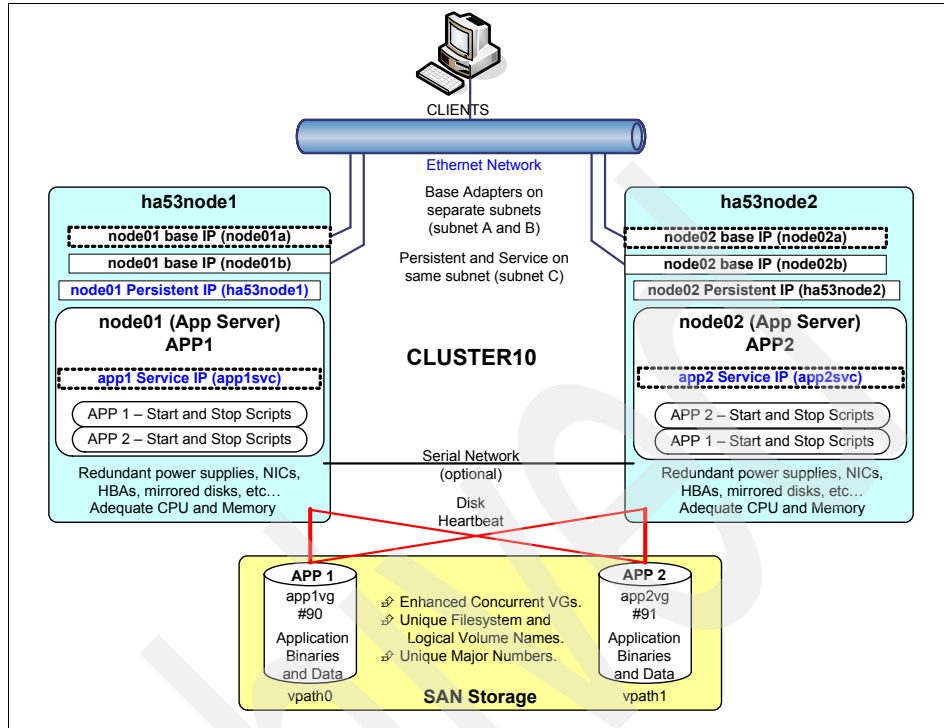 CLIENTS
Ethernet Network
Base Adapters on
separate subnets
(subnet A and B)
Persistent and Service on
same subnet (subnet C)
ha53node1
node01 base IP (node01a)
node01 base IP (node01b)
node01 Persistent IP (ha53node1)
node01 (App Server)
APP1
app1 Service IP (app1svc)
APP 1 – Start and Stop Scripts
APP 2 – Start and Stop Scripts
Redundant power supplies, NICs,
HBAs, mirrored disks, etc…
Adequate CPU and Memory
CLUSTER10
ha53node2
node02 base IP (node02a)
node02 base IP (node02b)
node02 Persistent IP (ha53node2)
node02 (App Server)
APP2
app2 Service IP (app2svc)
APP 2 – Start and Stop Scripts
APP 1 – Start and Stop Scripts
Redundant power supplies, NICs,
HBAs, mirrored disks, etc…
Adequate CPU and Memory
Serial Network
(optional)
Disk
Heartbeat
APP 1
app1vg
#90
Application
Binaries
and Data
vpath0
Enhanced Concurrent VGs.
Unique Filesystem and
Logical Volume Names.
Unique Major Numbers.
APP 2
app2vg
#91
Application
Binaries
and Data
vpath1
SAN Storage